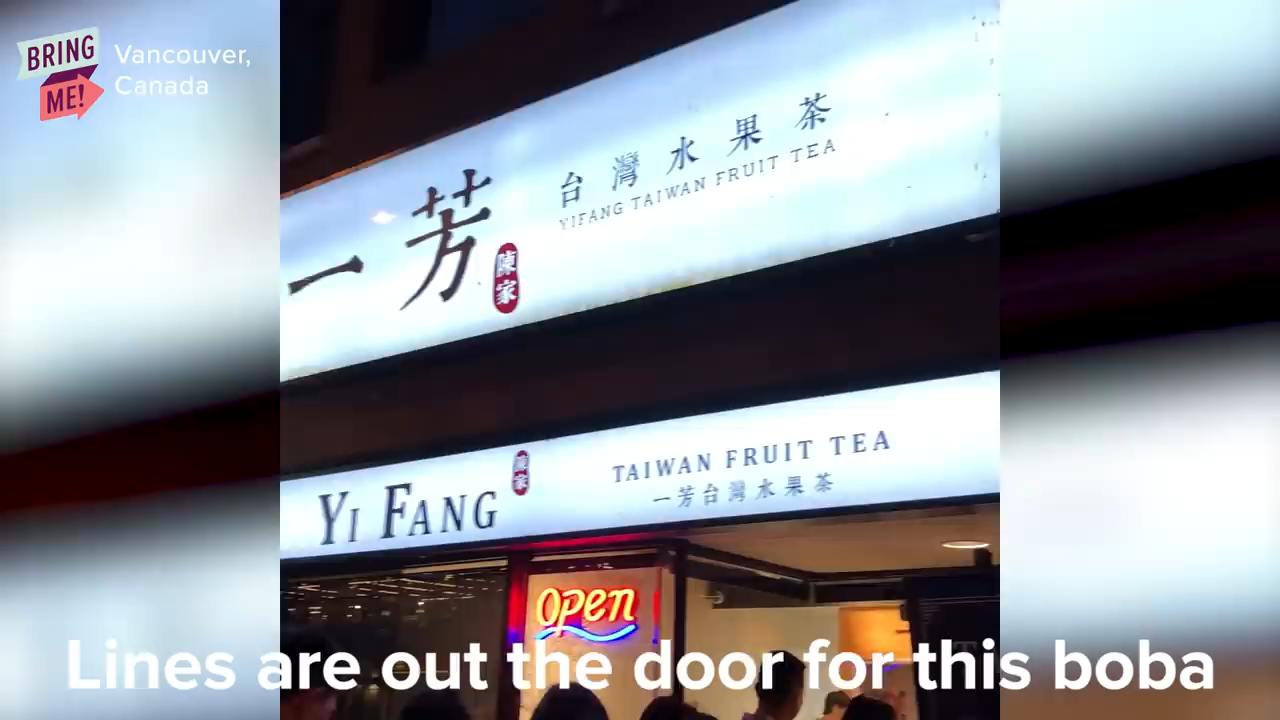 BRING
ME!
Vancouver,
Canada
一芳
陳家
台灣水果茶
YIFANG TAIWAN FRUIT TEA
YI FANG
陳家
TAIWAN FRUIT TEA
一芳台灣水果茶
Open
Lines are out the door for this boba